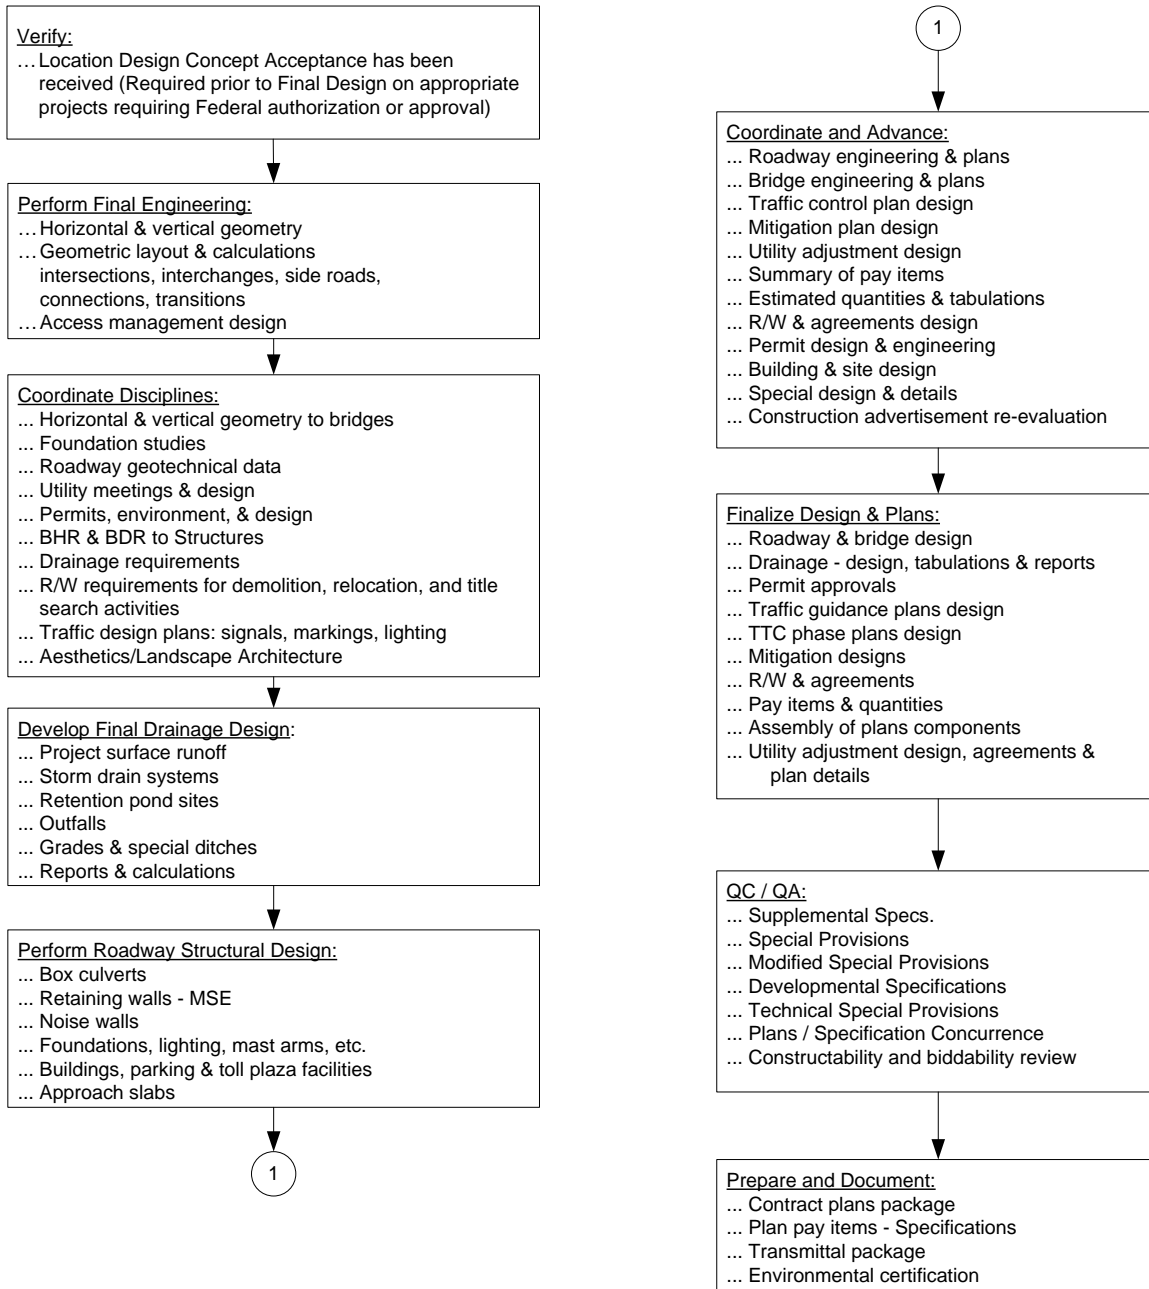 Verify:
…Location Design Concept Acceptance has been
received (Required prior to Final Design on appropriate
projects requiring Federal authorization or approval)
Perform Final Engineering:
…Horizontal & vertical geometry
…Geometric layout & calculations
intersections, interchanges, side roads,
connections, transitions
…Access management design
Coordinate Disciplines:
... Horizontal & vertical geometry to bridges
... Foundation studies
... Roadway geotechnical data
... Utility meetings & design
... Permits, environment, & design
... BHR & BDR to Structures
... Drainage requirements
... R/W requirements for demolition, relocation, and title
search activities
... Traffic design plans: signals, markings, lighting
... Aesthetics/Landscape Architecture
Develop Final Drainage Design:
... Project surface runoff
... Storm drain systems
... Retention pond sites
... Outfalls
... Grades & special ditches
... Reports & calculations
Perform Roadway Structural Design:
... Box culverts
... Retaining walls - MSE
... Noise walls
... Foundations, lighting, mast arms, etc.
... Buildings, parking & toll plaza facilities
... Approach slabs
1
1
Coordinate and Advance:
... Roadway engineering & plans
... Bridge engineering & plans
... Traffic control plan design
... Mitigation plan design
... Utility adjustment design
... Summary of pay items
... Estimated quantities & tabulations
... R/W & agreements design
... Permit design & engineering
... Building & site design
... Special design & details
... Construction advertisement re-evaluation
Finalize Design & Plans:
... Roadway & bridge design
... Drainage - design, tabulations & reports
... Permit approvals
... Traffic guidance plans design
... TTC phase plans design
... Mitigation designs
... R/W & agreements
... Pay items & quantities
... Assembly of plans components
... Utility adjustment design, agreements &
plan details
QC / QA:
... Supplemental Specs.
... Special Provisions
... Modified Special Provisions
... Developmental Specifications
... Technical Special Provisions
... Plans / Specification Concurrence
... Constructability and biddability review
Prepare and Document:
... Contract plans package
... Plan pay items - Specifications
... Transmittal package
... Environmental certification